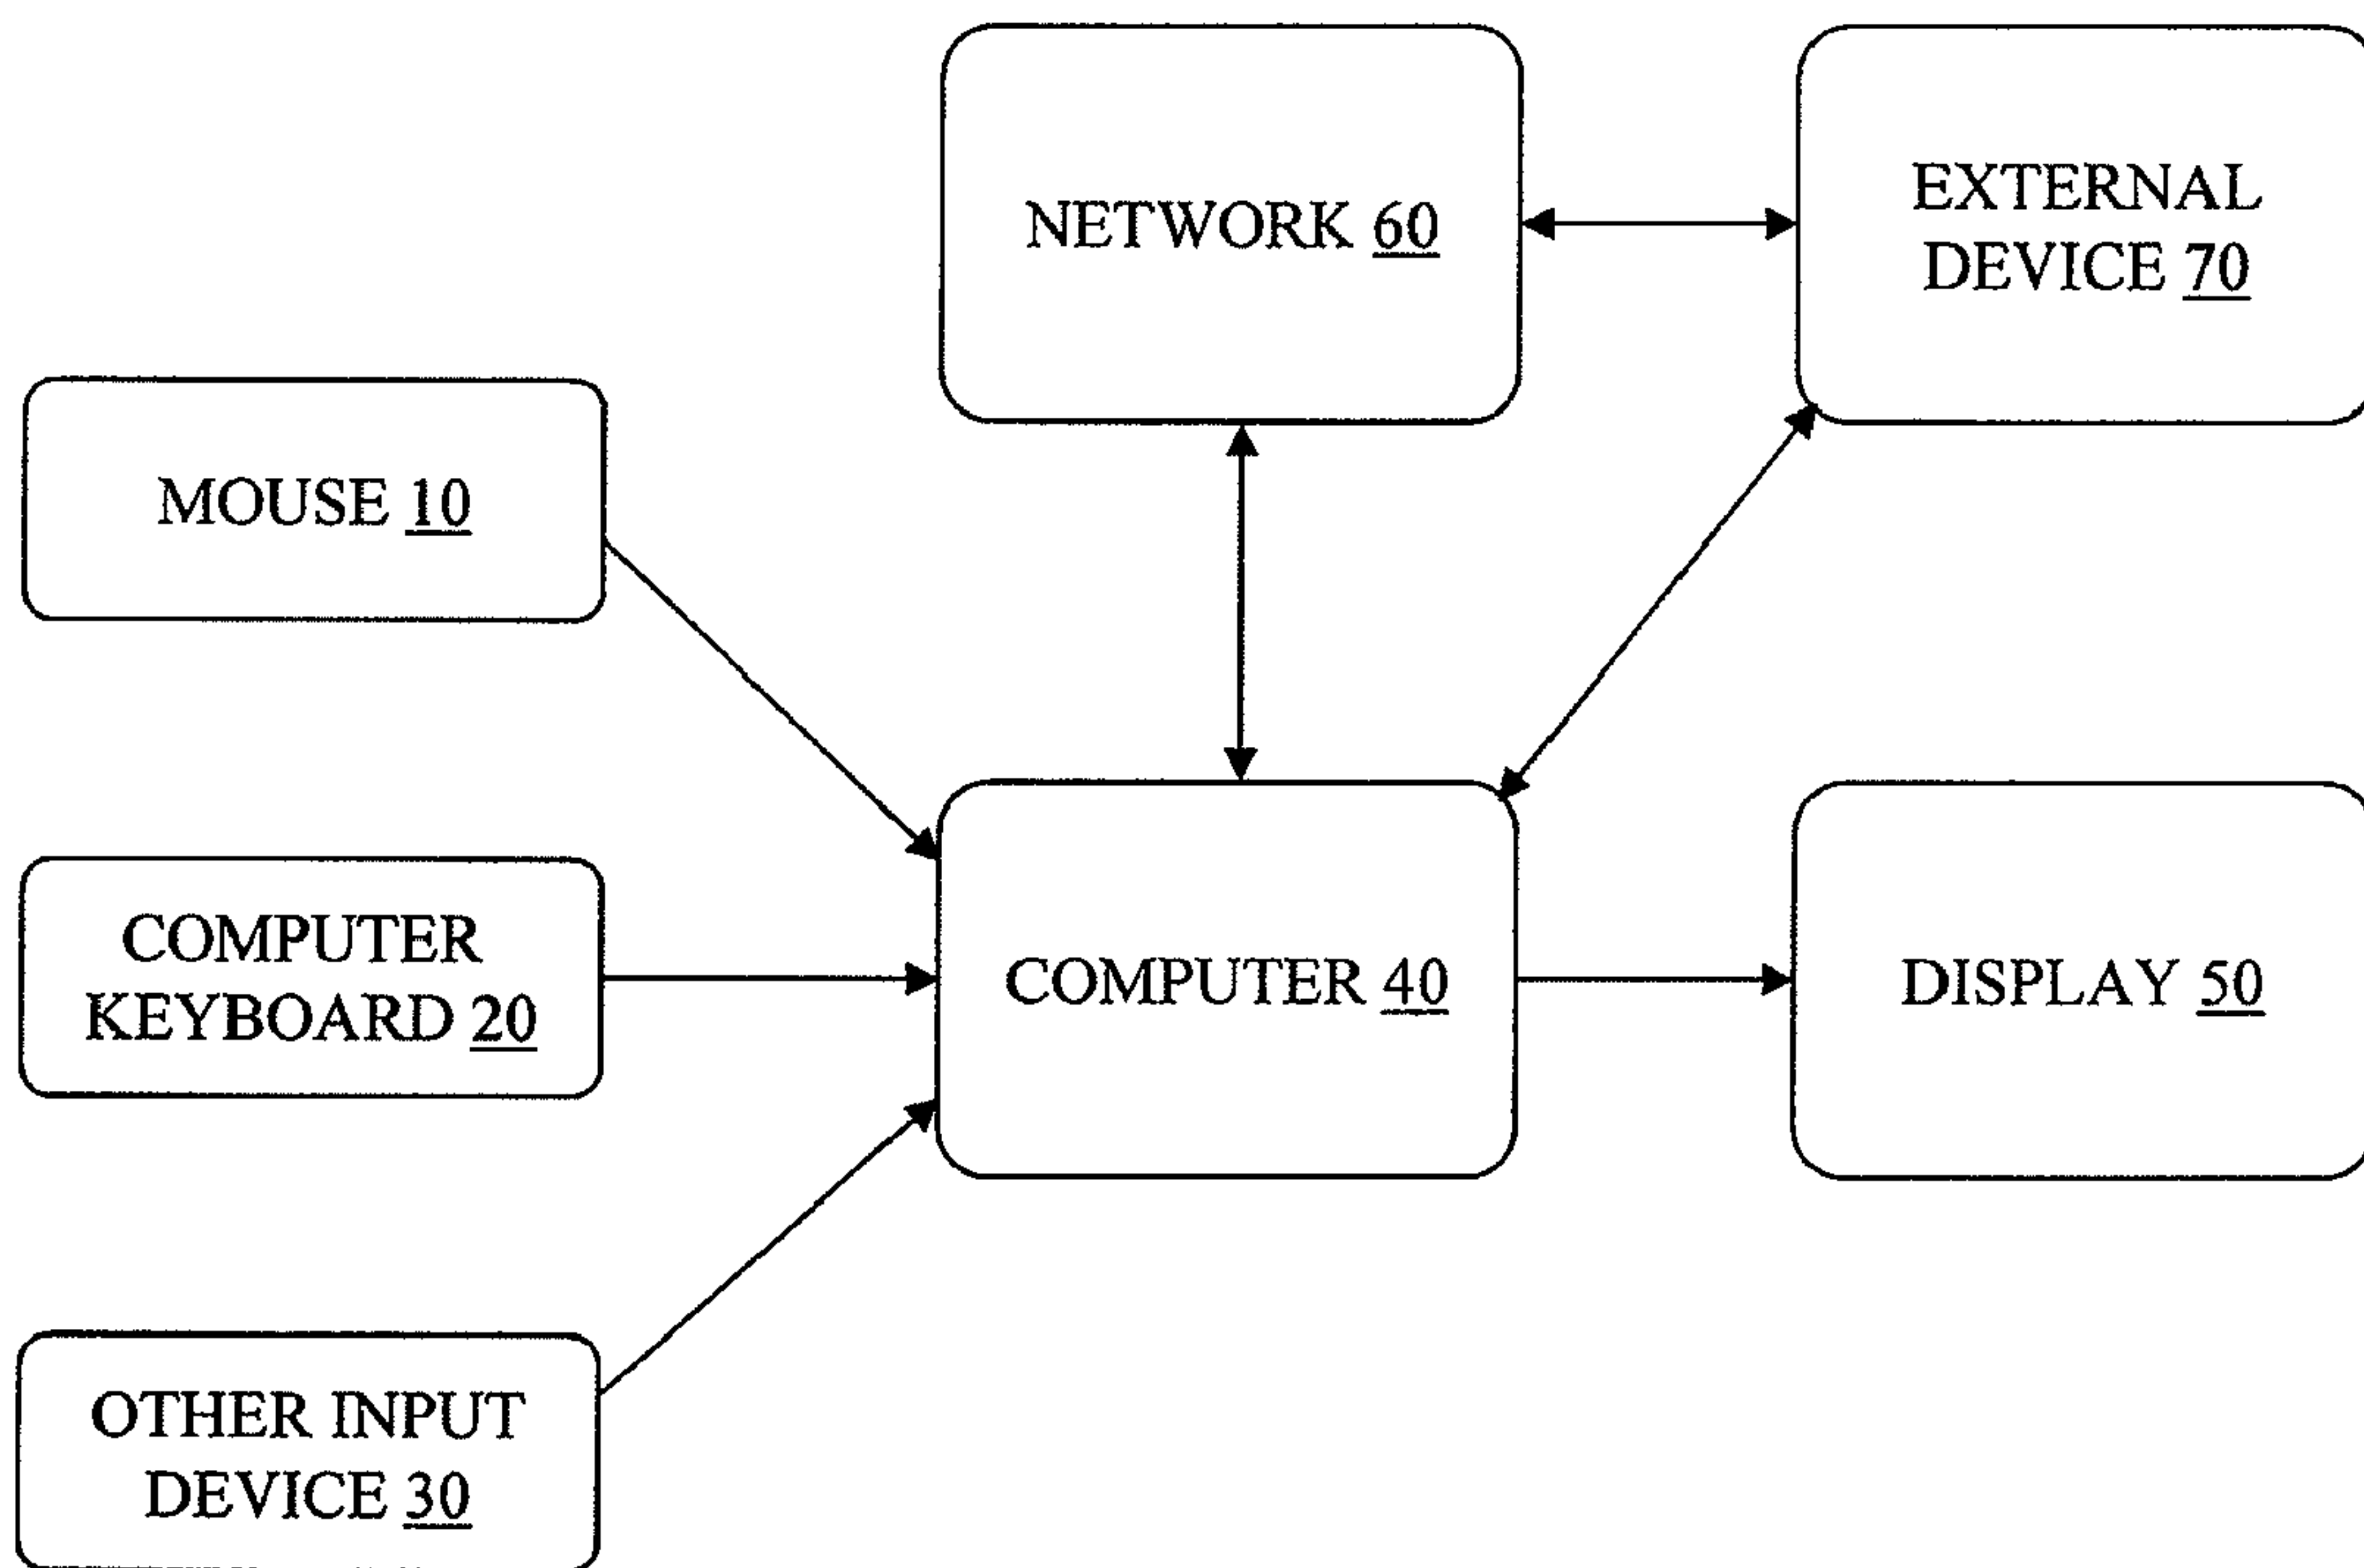 NETWORK 60
EXTERNAL
DEVICE 70
MOUSE 10
COMPUTER
KEYBOARD 20
COMPUTER 40
DISPLAY 50
OTHER INPUT
DEVICE 30